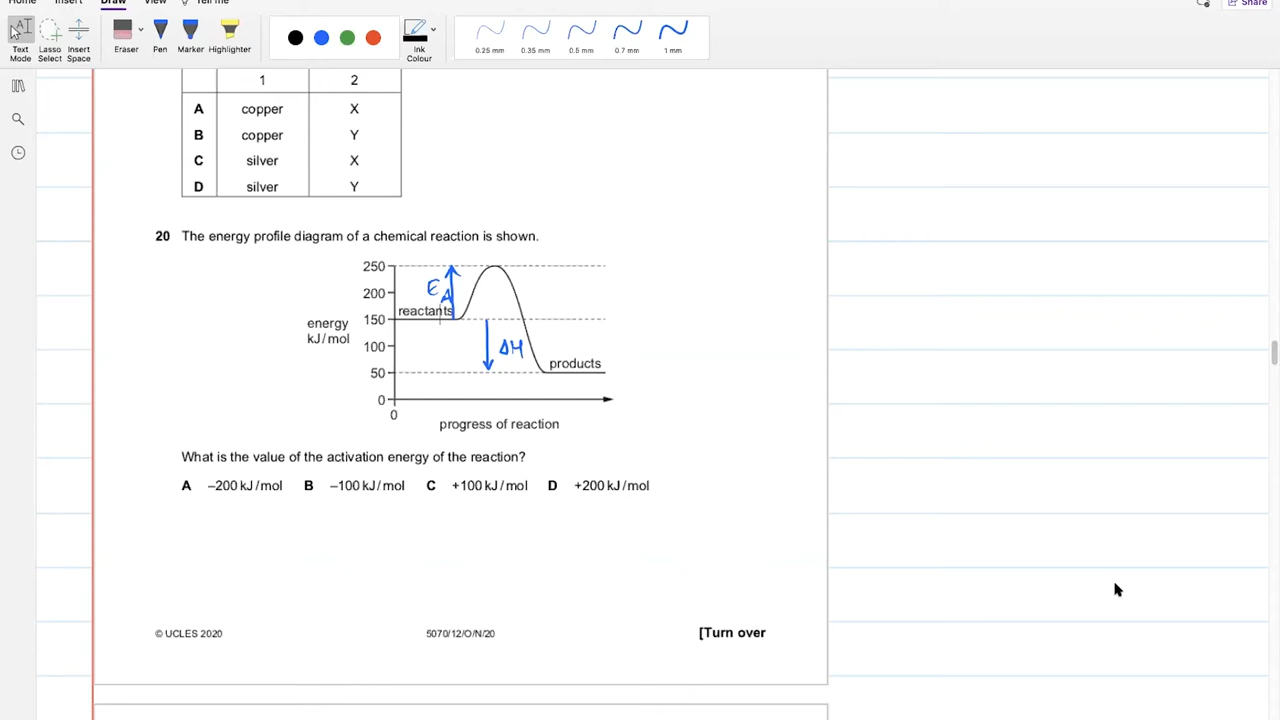 Home Insert Draw View Tell me
Share
Text Mode
Lasso Select
Insert Space
Eraser
Pen
Marker
Highlighter
Ink Colour
0.25 mm
0.35 mm
0.5 mm
0.7 mm
1 mm
1 2
A copper X
B copper Y
C silver X
D silver Y
20 The energy profile diagram of a chemical reaction is shown.
250
200
150
100
50
0
0
energy
kJ / mol
EA
reactants
ΔH
products
progress of reaction
What is the value of the activation energy of the reaction?
A –200 kJ / mol B –100 kJ / mol C +100 kJ / mol D +200 kJ / mol
© UCLES 2020 5070/12/O/N/20 [Turn over